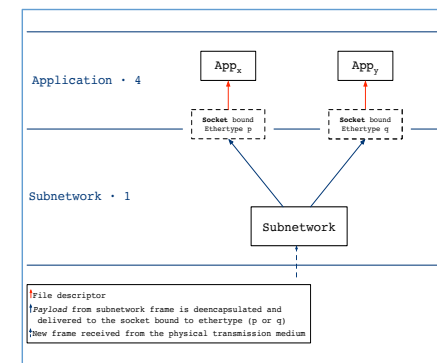 App_x
App_y
Application · 4
Socket bound
Ethertype p
Socket bound
Ethertype q
Subnetwork · 1
Subnetwork
File descriptor
Payload from subnetwork frame is deencapsulated and
delivered to the socket bound to ethertype (p or q)
New frame received from the physical transmission medium